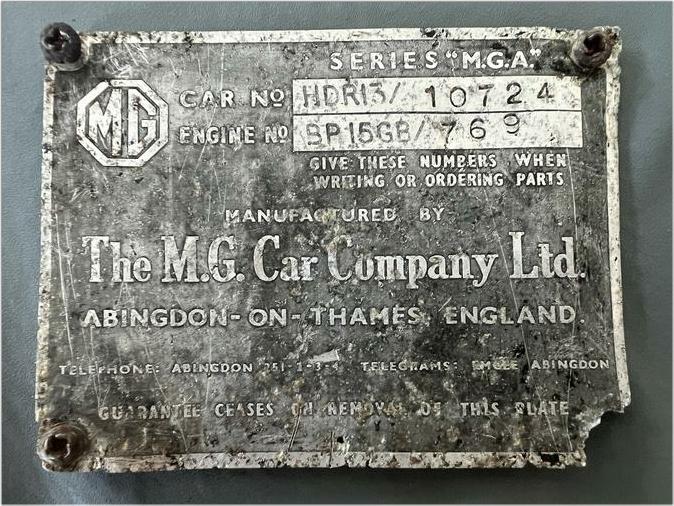 SERIES "M.G.A."
MG
CAR No HDR13/ 10724
ENGINE No BP15GB/ 769
GIVE THESE NUMBERS WHEN
WRITING OR ORDERING PARTS
MANUFACTURED BY
The M.G. Car Company Ltd.
ABINGDON-ON-THAMES, ENGLAND.
TELEPHONE: ABINGDON 251-2-3-4 TELEGRAMS: EMGEE ABINGDON
GUARANTEE CEASES ON REMOVAL OF THIS PLATE